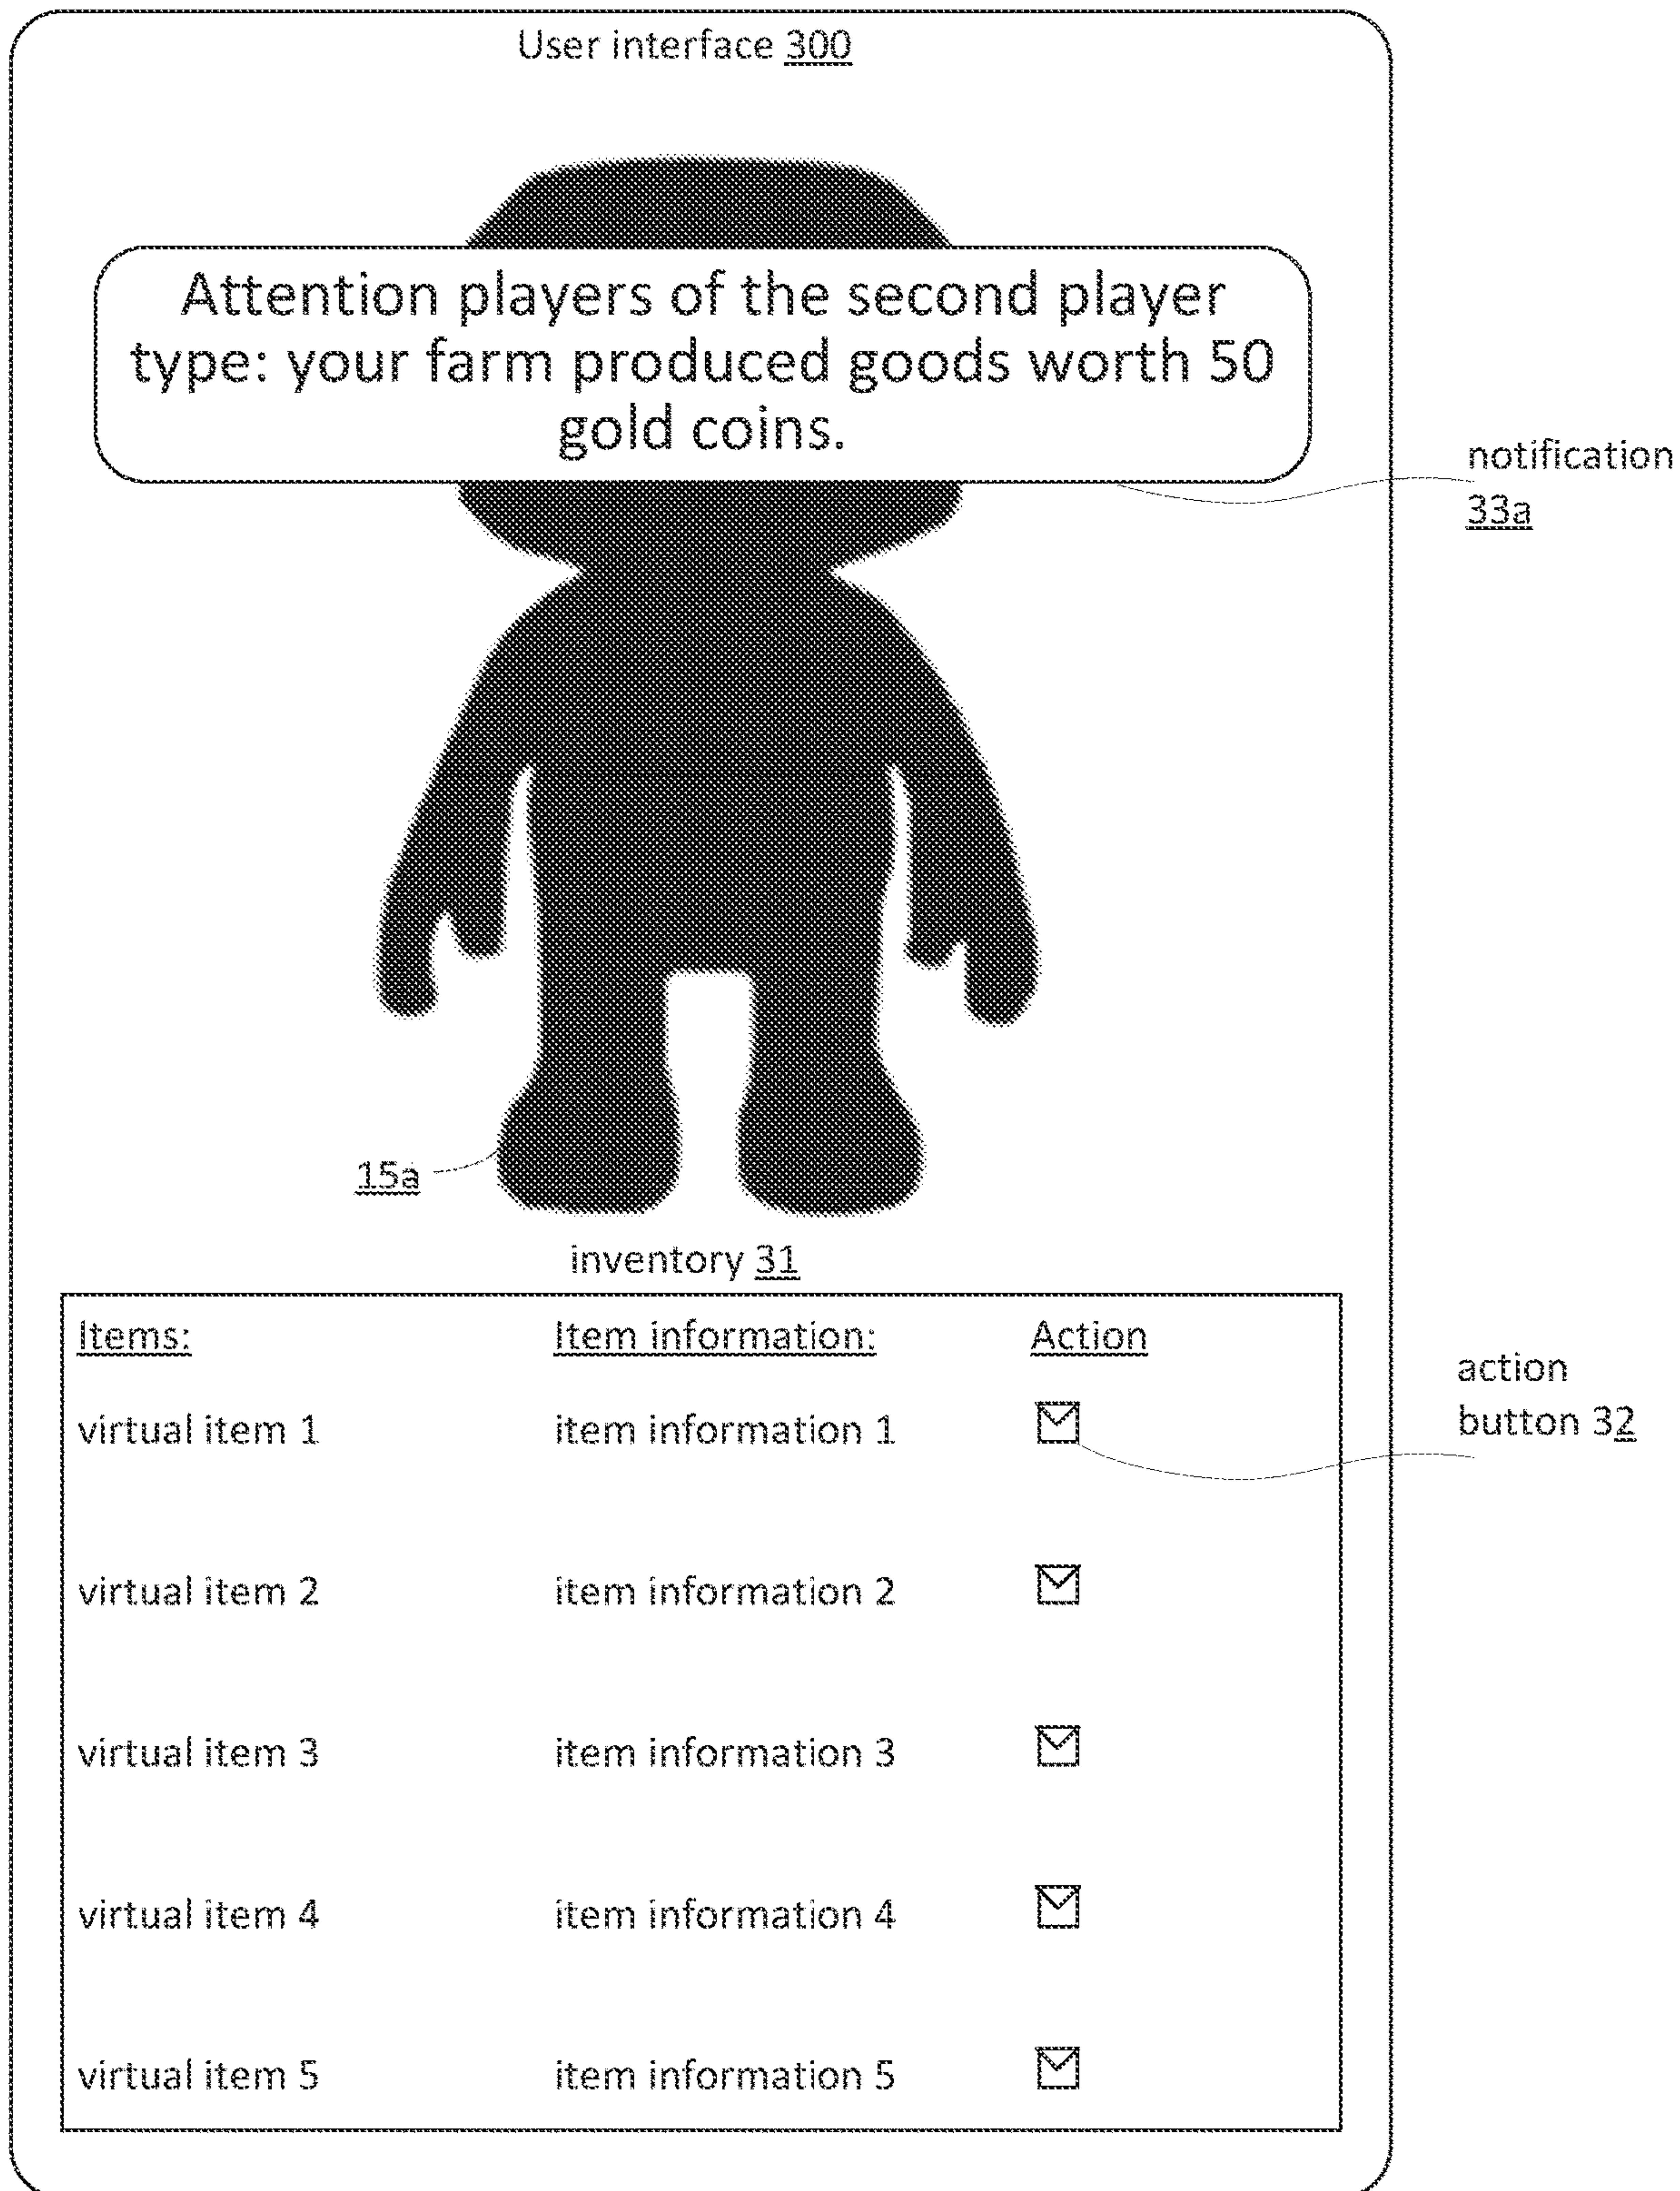 User interface 300
Attention players of the second player
type: your farm produced goods worth 50
gold coins.
notification
33a
15a
inventory 31
Items: Item information: Action
action
button 32
virtual item 1 item information 1
virtual item 2 item information 2
virtual item 3 item information 3
virtual item 4 item information 4
virtual item 5 item information 5